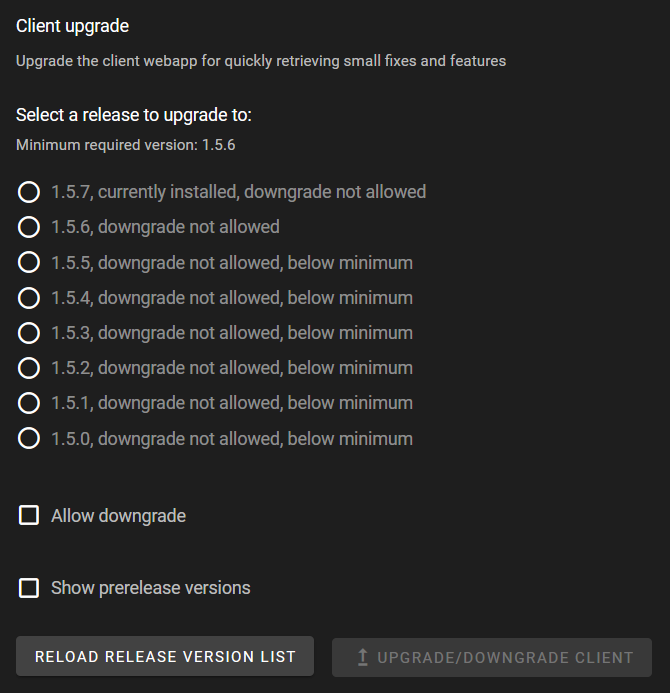 Client upgrade
Upgrade the client webapp for quickly retrieving small fixes and features
Select a release to upgrade to:
Minimum required version: 1.5.6
1.5.7, currently installed, downgrade not allowed
1.5.6, downgrade not allowed
1.5.5, downgrade not allowed, below minimum
1.5.4, downgrade not allowed, below minimum
1.5.3, downgrade not allowed, below minimum
1.5.2, downgrade not allowed, below minimum
1.5.1, downgrade not allowed, below minimum
1.5.0, downgrade not allowed, below minimum
Allow downgrade
Show prerelease versions
RELOAD RELEASE VERSION LIST
UPGRADE/DOWNGRADE CLIENT